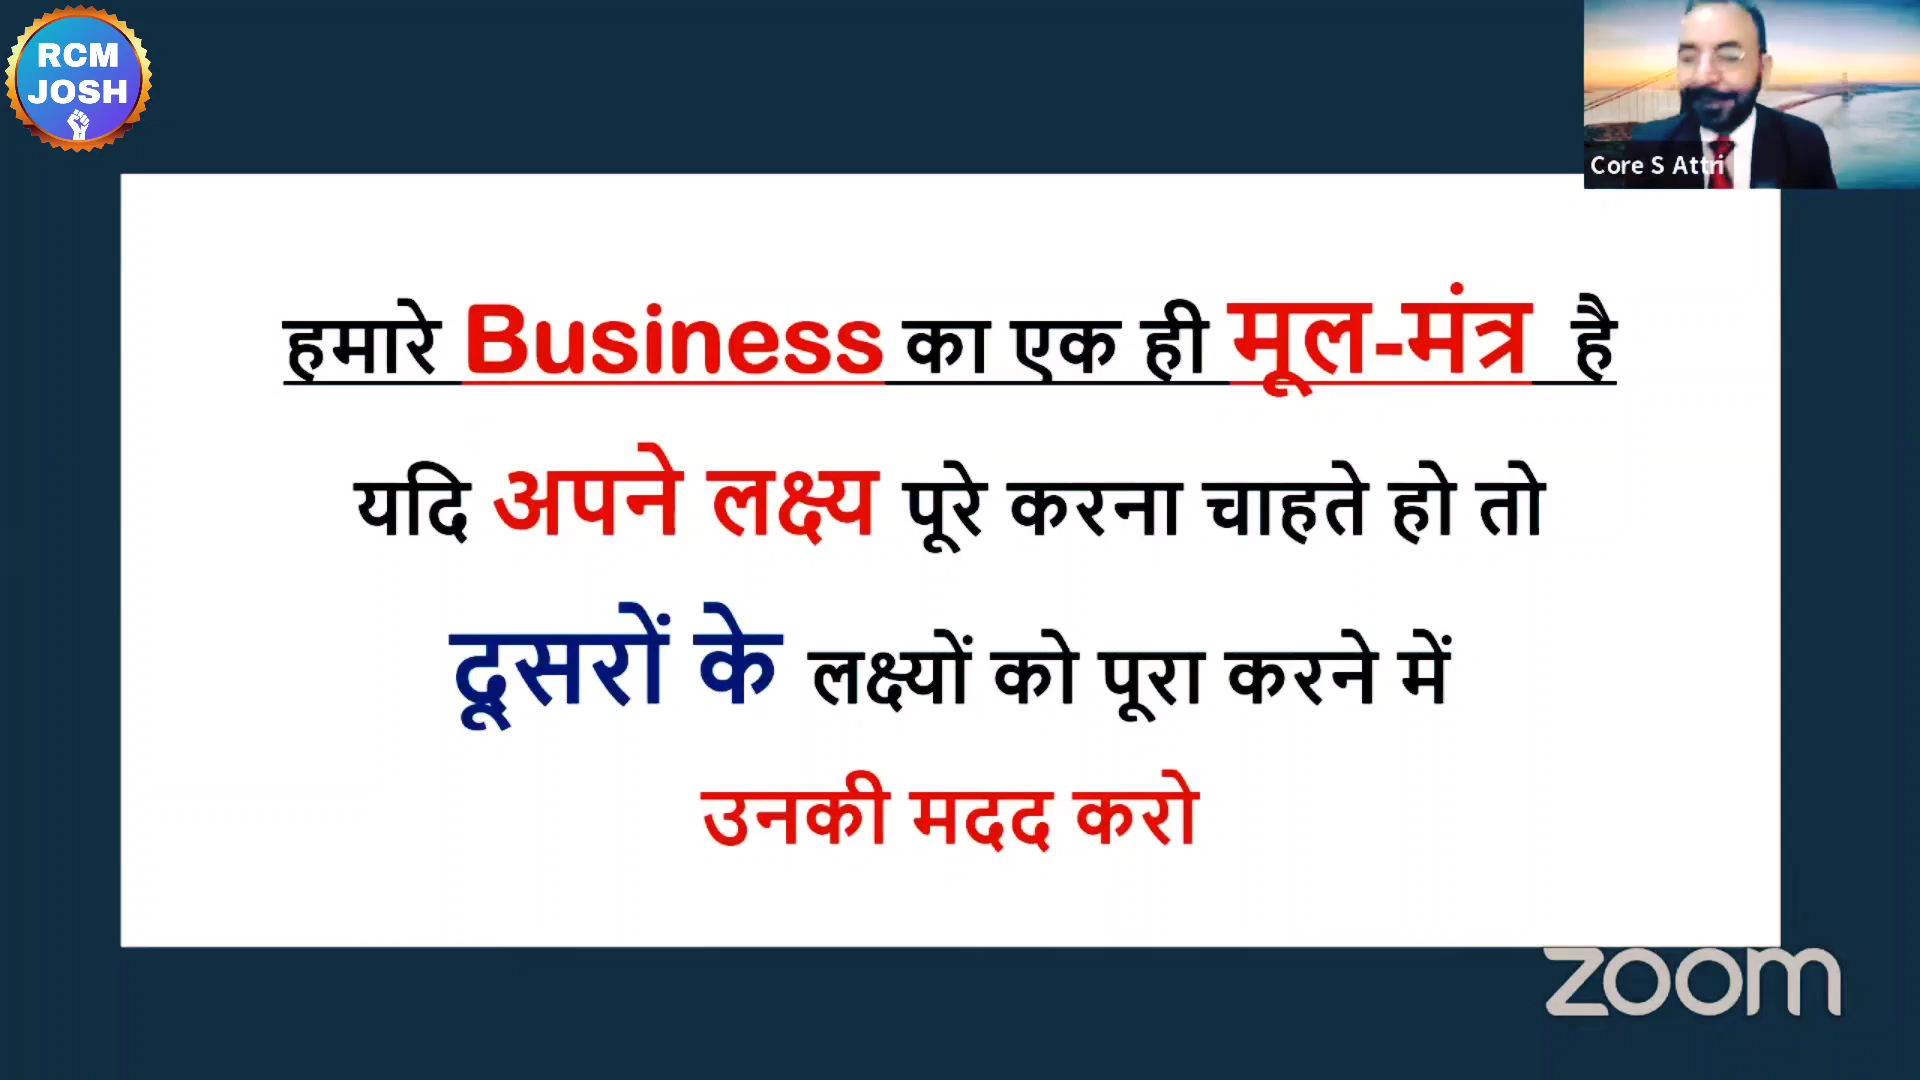 RCM
JOSH
Core S Attri
हमारे Business का एक ही मूल-मंत्र है
यदि अपने लक्ष्य पूरे करना चाहते हो तो
दूसरों के लक्ष्यों को पूरा करने में
उनकी मदद करो
zoom